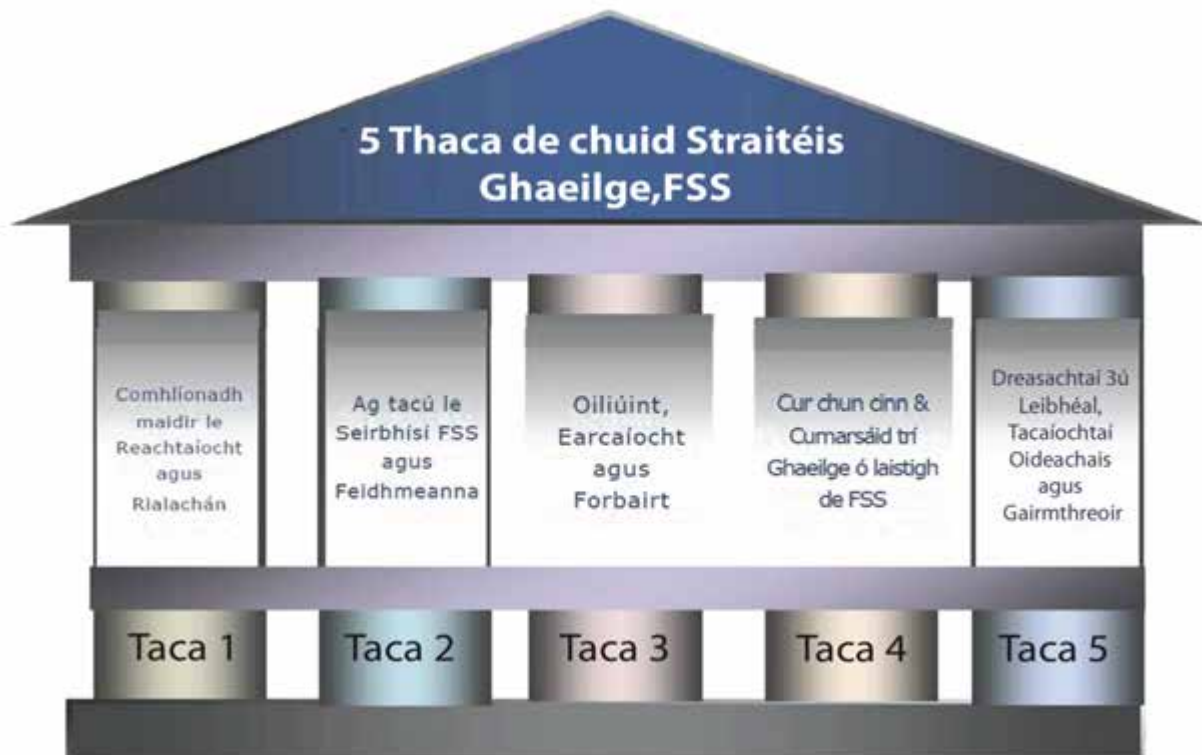 5 Thaca de chuid Straitéis
Ghaeilge,FSS
Comhlíonadh
maidir le
Reachtaíocht
agus
Rialachán
Ag tacú le
Seirbhísí FSS
agus
Feidhmeanna
Oiliúint,
Earcaíocht
agus
Forbairt
Cur chun cinn &
Cumarsáid trí
Ghaeilge ó laistigh
de FSS
Dreasachtaí 3ú
Leibhéal,
Tacaíochtaí
Oideachais
agus
Gairmthreoir
Taca 1
Taca 2
Taca 3
Taca 4
Taca 5